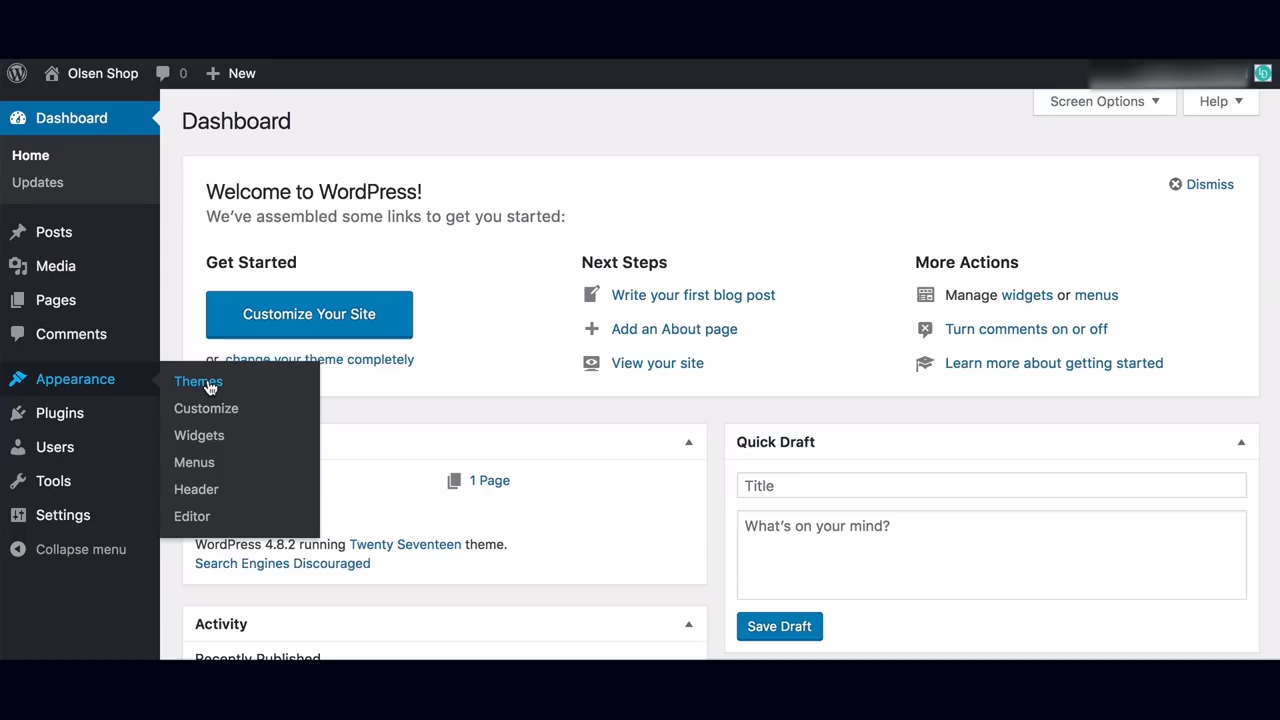 Olsen Shop 0 New
Screen Options Help
Dashboard
Home
Updates
Posts
Media
Pages
Comments
Appearance
Plugins
Users
Tools
Settings
Collapse menu
Themes
Customize
Widgets
Menus
Header
Editor
Dashboard
Welcome to WordPress!
Dismiss
We've assembled some links to get you started:
Get Started
Customize Your Site
or change your theme completely
Next Steps
Write your first blog post
Add an About page
View your site
More Actions
Manage widgets or menus
Turn comments on or off
Learn more about getting started
1 Page
WordPress 4.8.2 running Twenty Seventeen theme.
Search Engines Discouraged
Activity
Recently Published
Quick Draft
Title
What's on your mind?
Save Draft